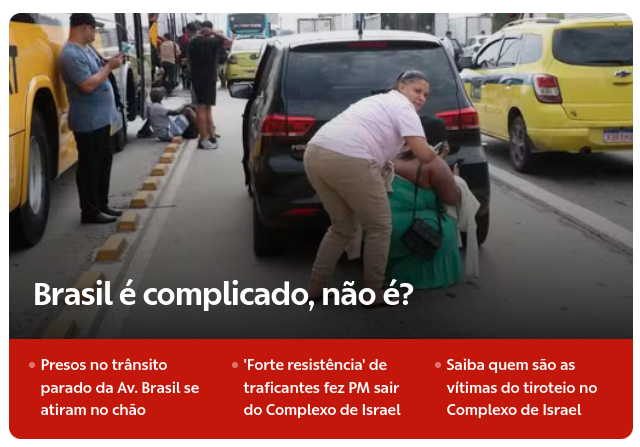 Brasil é complicado, não é?
Presos no trânsito
parado da Av. Brasil se
atiram no chão
'Forte resistência' de
traficantes fez PM sair
do Complexo de Israel
Saiba quem são as
vítimas do tiroteio no
Complexo de Israel